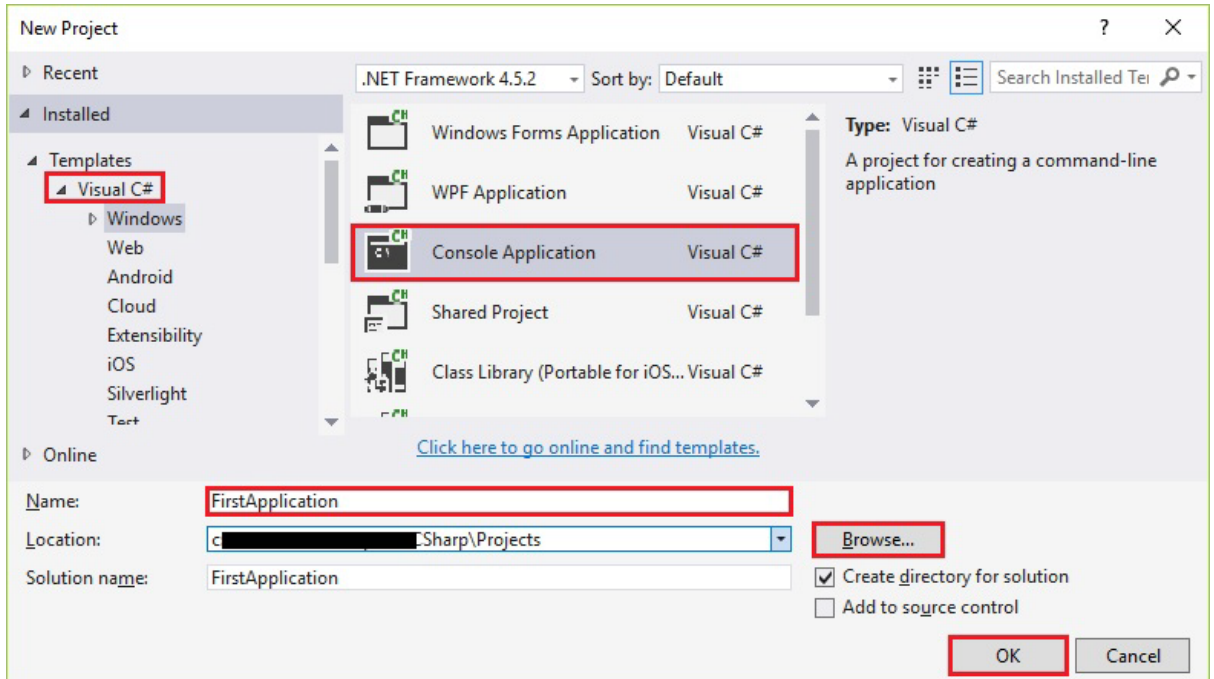 New Project
?
Recent
.NET Framework 4.5.2
Sort by: Default
Search Installed Te
Installed
Templates
Visual C#
Windows
Web
Android
Cloud
Extensibility
iOS
Silverlight
Test
Online
Windows Forms Application Visual C#
WPF Application Visual C#
Console Application Visual C#
Shared Project Visual C#
Class Library (Portable for iOS... Visual C#
Click here to go online and find templates.
Type: Visual C#
A project for creating a command-line
application
Name: FirstApplication
Location: c CSharp\Projects
Browse...
Solution name: FirstApplication
Create directory for solution
Add to source control
OK
Cancel